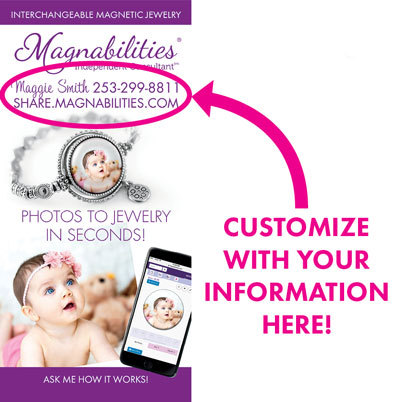 INTERCHANGEABLE MAGNETIC JEWELRY
Magnabilities®
Independent Consultant™
Maggie Smith 253-299-8811
SHARE.MAGNABILITIES.COM
PHOTOS TO JEWELRY
IN SECONDS!
CUSTOMIZE
WITH YOUR
INFORMATION
HERE!
ASK ME HOW IT WORKS!